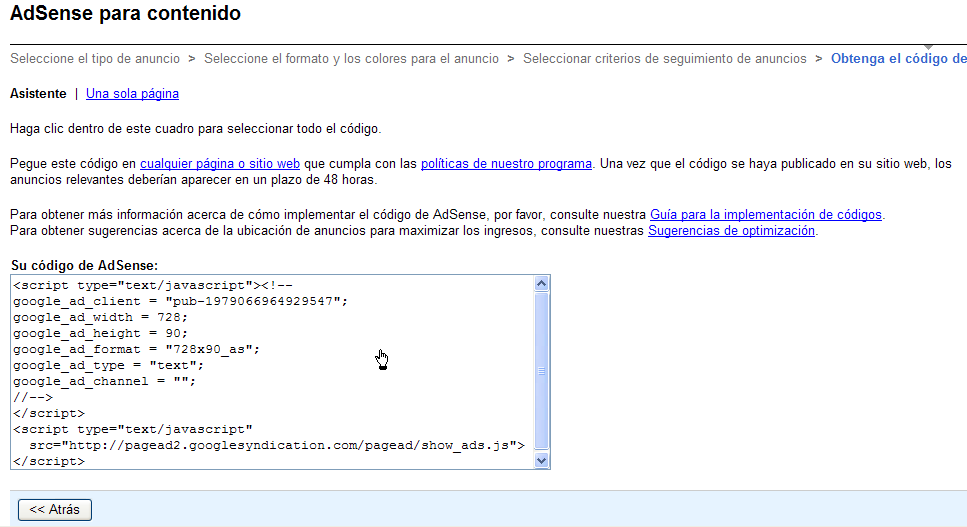 AdSense para contenido
Seleccione el tipo de anuncio > Seleccione el formato y los colores para el anuncio > Seleccionar criterios de seguimiento de anuncios > Obtenga el código de
Asistente | Una sola página
Haga clic dentro de este cuadro para seleccionar todo el código.
Pegue este código en cualquier página o sitio web que cumpla con las políticas de nuestro programa. Una vez que el código se haya publicado en su sitio web, los
anuncios relevantes deberían aparecer en un plazo de 48 horas.
Para obtener más información acerca de cómo implementar el código de AdSense, por favor, consulte nuestra Guía para la implementación de códigos.
Para obtener sugerencias acerca de la ubicación de anuncios para maximizar los ingresos, consulte nuestras Sugerencias de optimización.
Su código de AdSense:
<script type="text/javascript"><!--
google_ad_client = "pub-1979066964929547";
google_ad_width = 728;
google_ad_height = 90;
google_ad_format = "728x90_as";
google_ad_type = "text";
google_ad_channel = "";
//-->
</script>
<script type="text/javascript"
src="http://pagead2.googlesyndication.com/pagead/show_ads.js">
</script>
<< Atrás